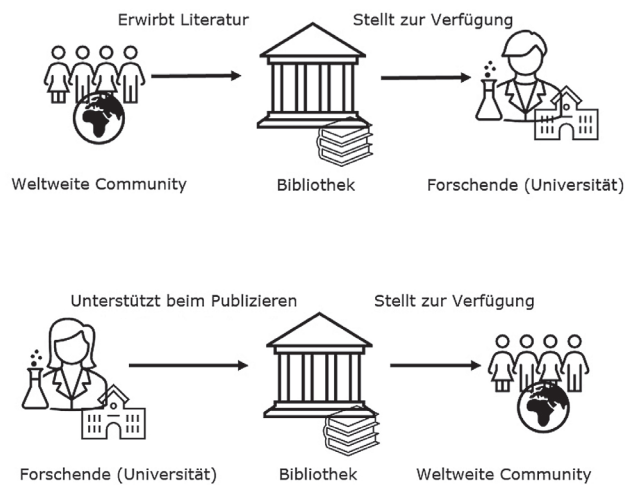 Erwirbt Literatur
Stellt zur Verfügung
Weltweite Community
Bibliothek
Forschende (Universität)
Unterstützt beim Publizieren
Stellt zur Verfügung
Forschende (Universität)
Bibliothek
Weltweite Community